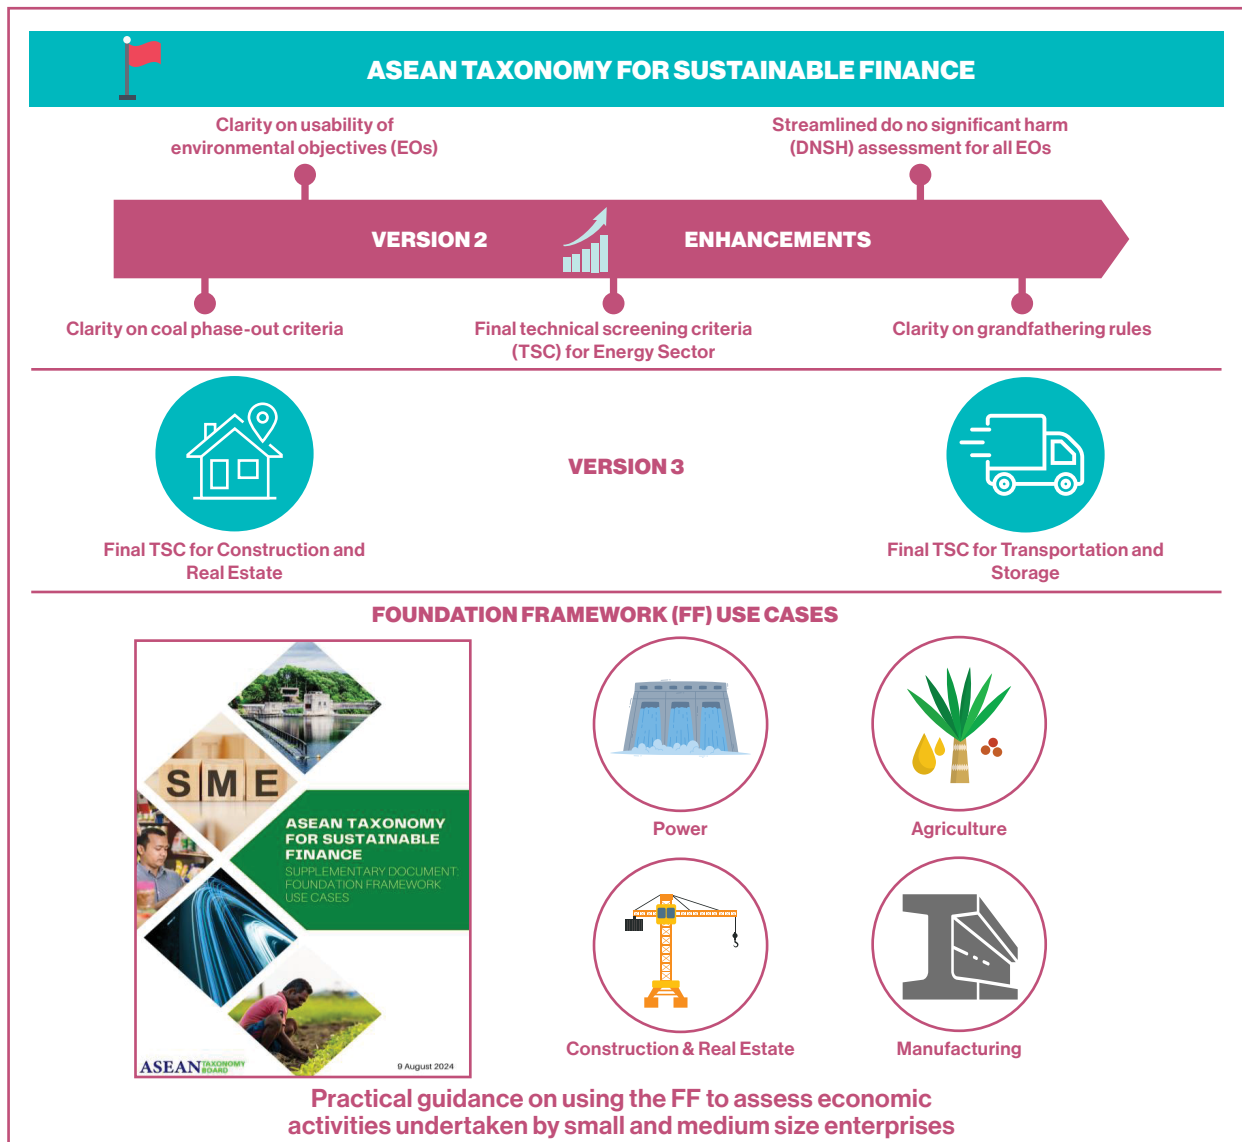 ASEAN TAXONOMY FOR SUSTAINABLE FINANCE
Clarity on usability of
environmental objectives (EOs)
Streamlined do no significant harm
(DNSH) assessment for all EOs
VERSION 2
ENHANCEMENTS
Clarity on coal phase-out criteria
Final technical screening criteria
(TSC) for Energy Sector
Clarity on grandfathering rules
VERSION 3
Final TSC for Construction and
Real Estate
Final TSC for Transportation and
Storage
FOUNDATION FRAMEWORK (FF) USE CASES
SME
ASEAN TAXONOMY
FOR SUSTAINABLE
FINANCE
SUPPLEMENTARY DOCUMENT:
FOUNDATION FRAMEWORK
USE CASES
ASEAN TAXONOMY
BOARD
9 August 2024
Power
Agriculture
Construction & Real Estate
Manufacturing
Practical guidance on using the FF to assess economic
activities undertaken by small and medium size enterprises